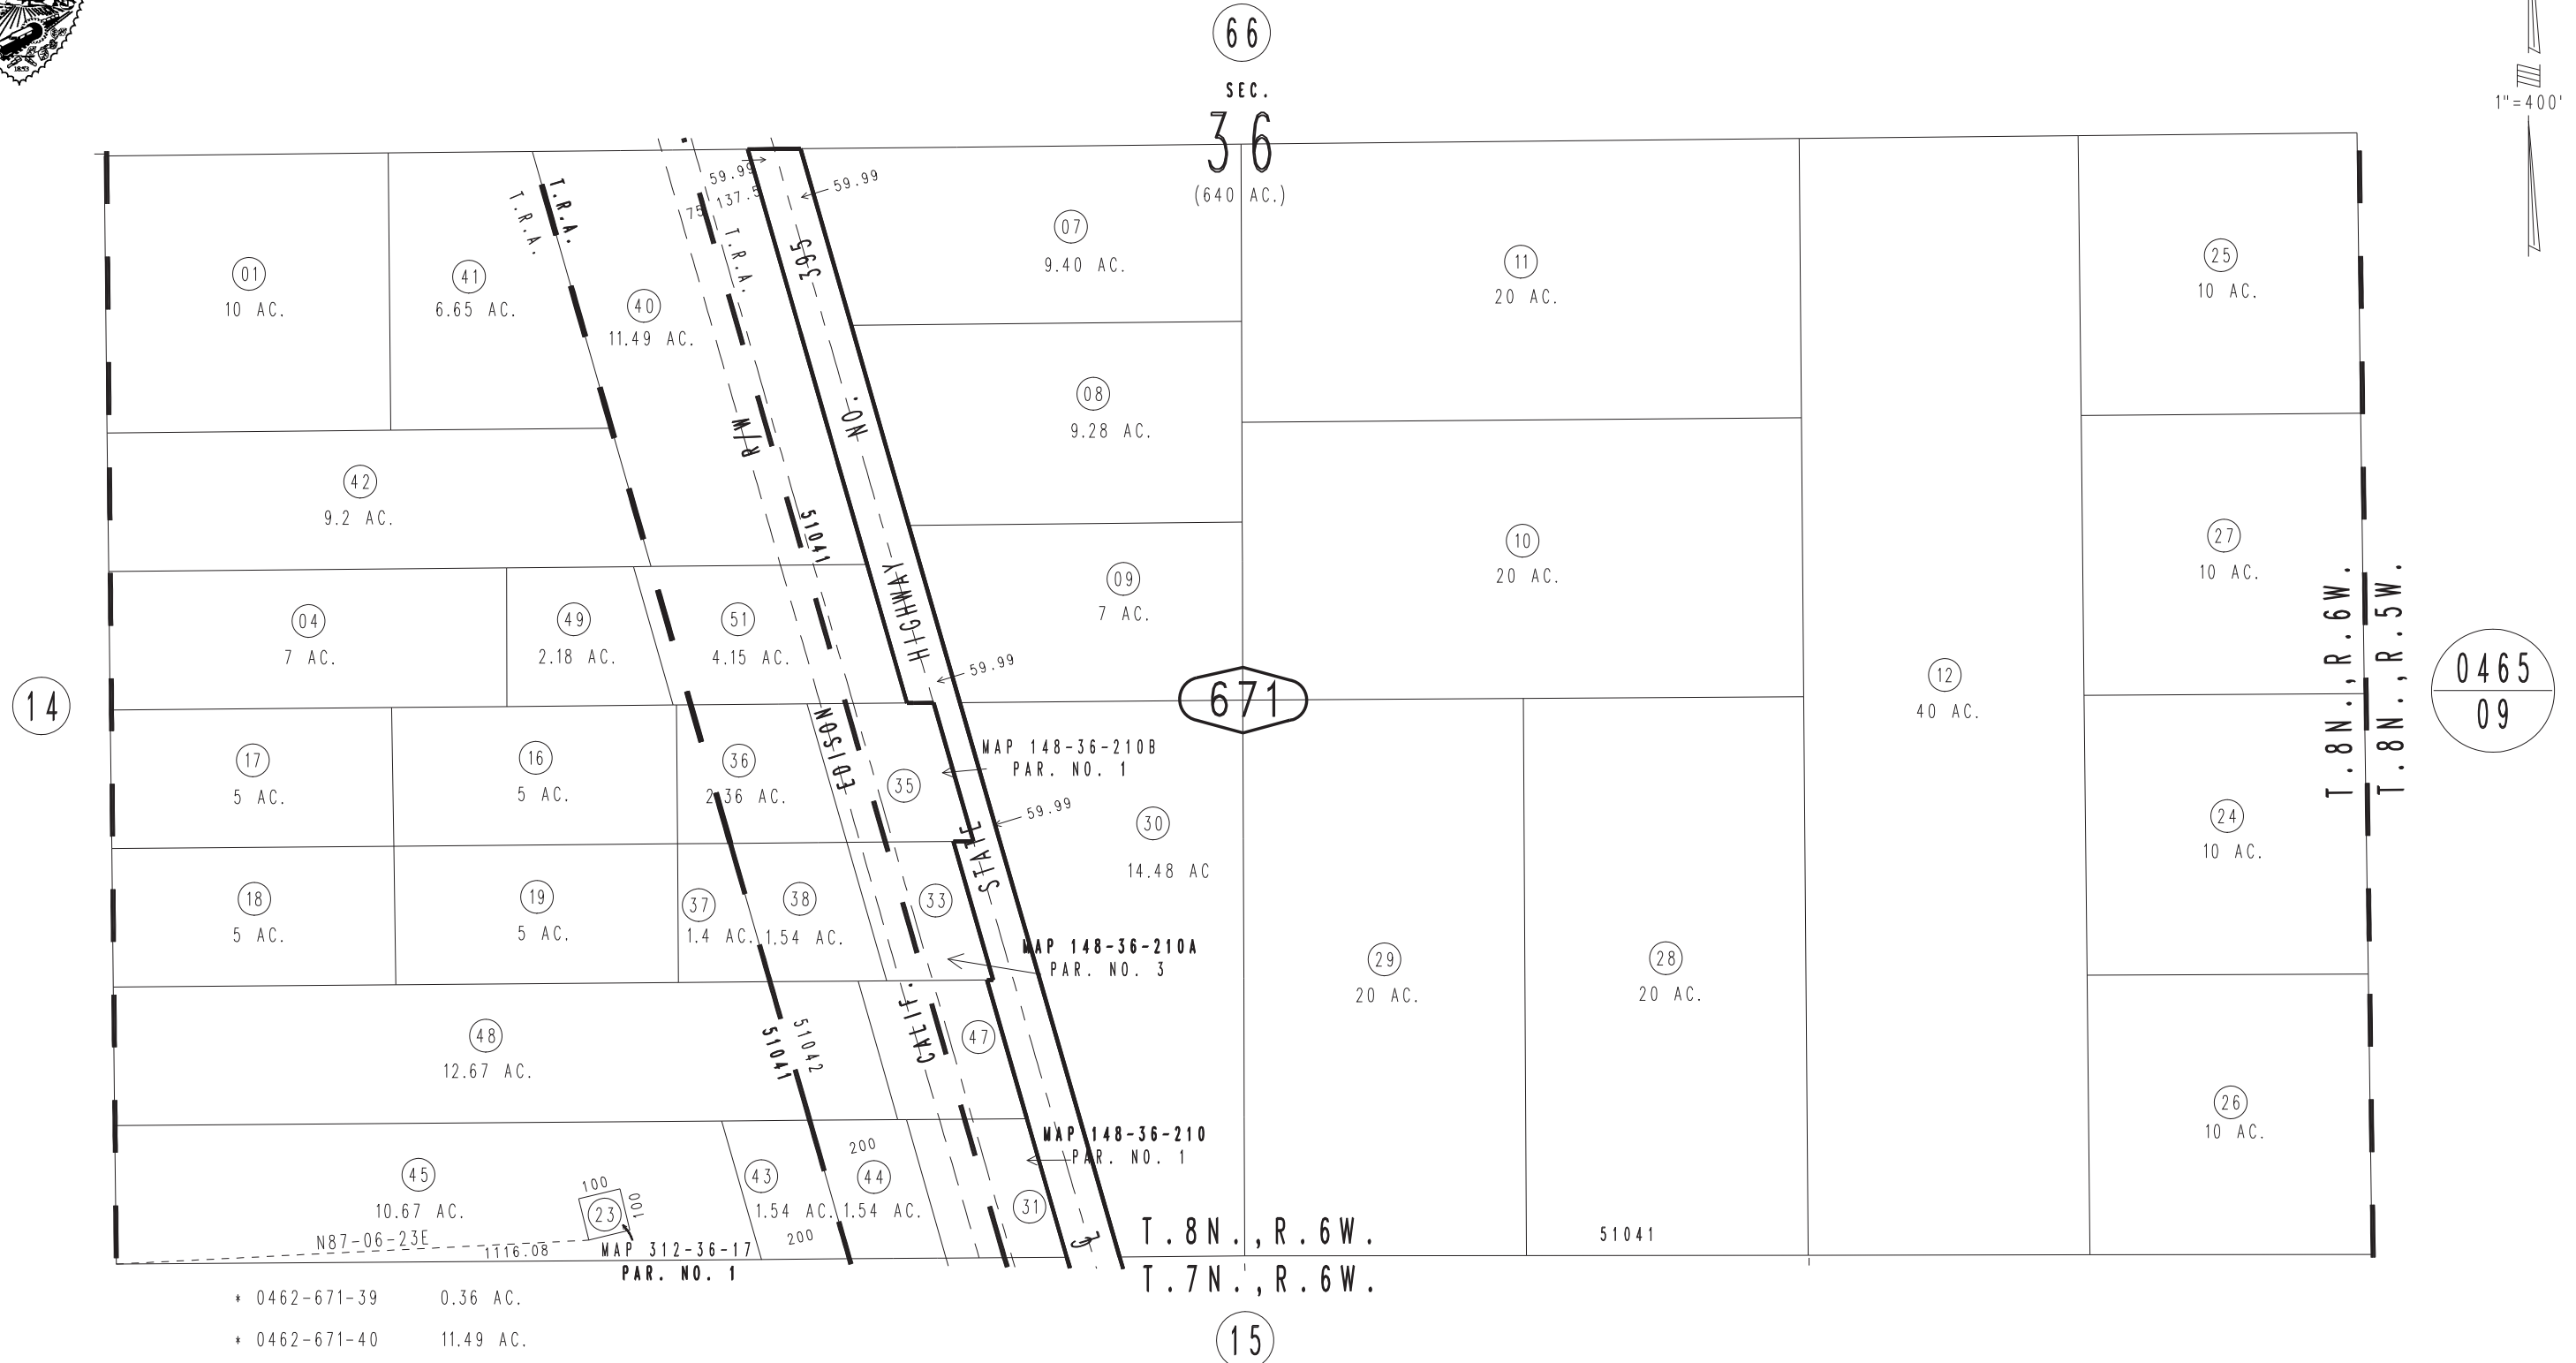 66
SEC.
36
(640 AC.)
1"=400'
1853
T.R.A.
T.R.A.
59.99
75
137.5
T.R.A.
59.99
01
10 AC.
41
6.65 AC.
40
11.49 AC.
07
9.40 AC.
11
20 AC.
25
10 AC.
08
9.28 AC.
42
9.2 AC.
R/W
51041
10
20 AC.
27
10 AC.
09
7 AC.
04
7 AC.
49
2.18 AC.
51
4.15 AC.
STATE HIGHWAY NO. 395
59.99
671
12
40 AC.
T.8N.,R.6W.
T.8N.,R.5W.
0465
09
14
17
5 AC.
16
5 AC.
36
2.36 AC.
CALIF. EDISON
35
MAP 148-36-210B
PAR. NO. 1
59.99
30
14.48 AC
24
10 AC.
18
5 AC.
19
5 AC.
37
1.4 AC.
38
1.54 AC.
33
MAP 148-36-210A
PAR. NO. 3
29
20 AC.
28
20 AC.
48
12.67 AC.
51041
51042
47
26
10 AC.
MAP 148-36-210
PAR. NO. 1
45
10.67 AC.
100
100
23
43
1.54 AC.
200
44
1.54 AC.
200
31
N87-06-23E
1116.08
MAP 312-36-17
PAR. NO. 1
T.8N.,R.6W.
51041
T.7N.,R.6W.
* 0462-671-39 0.36 AC.
* 0462-671-40 11.49 AC.
15